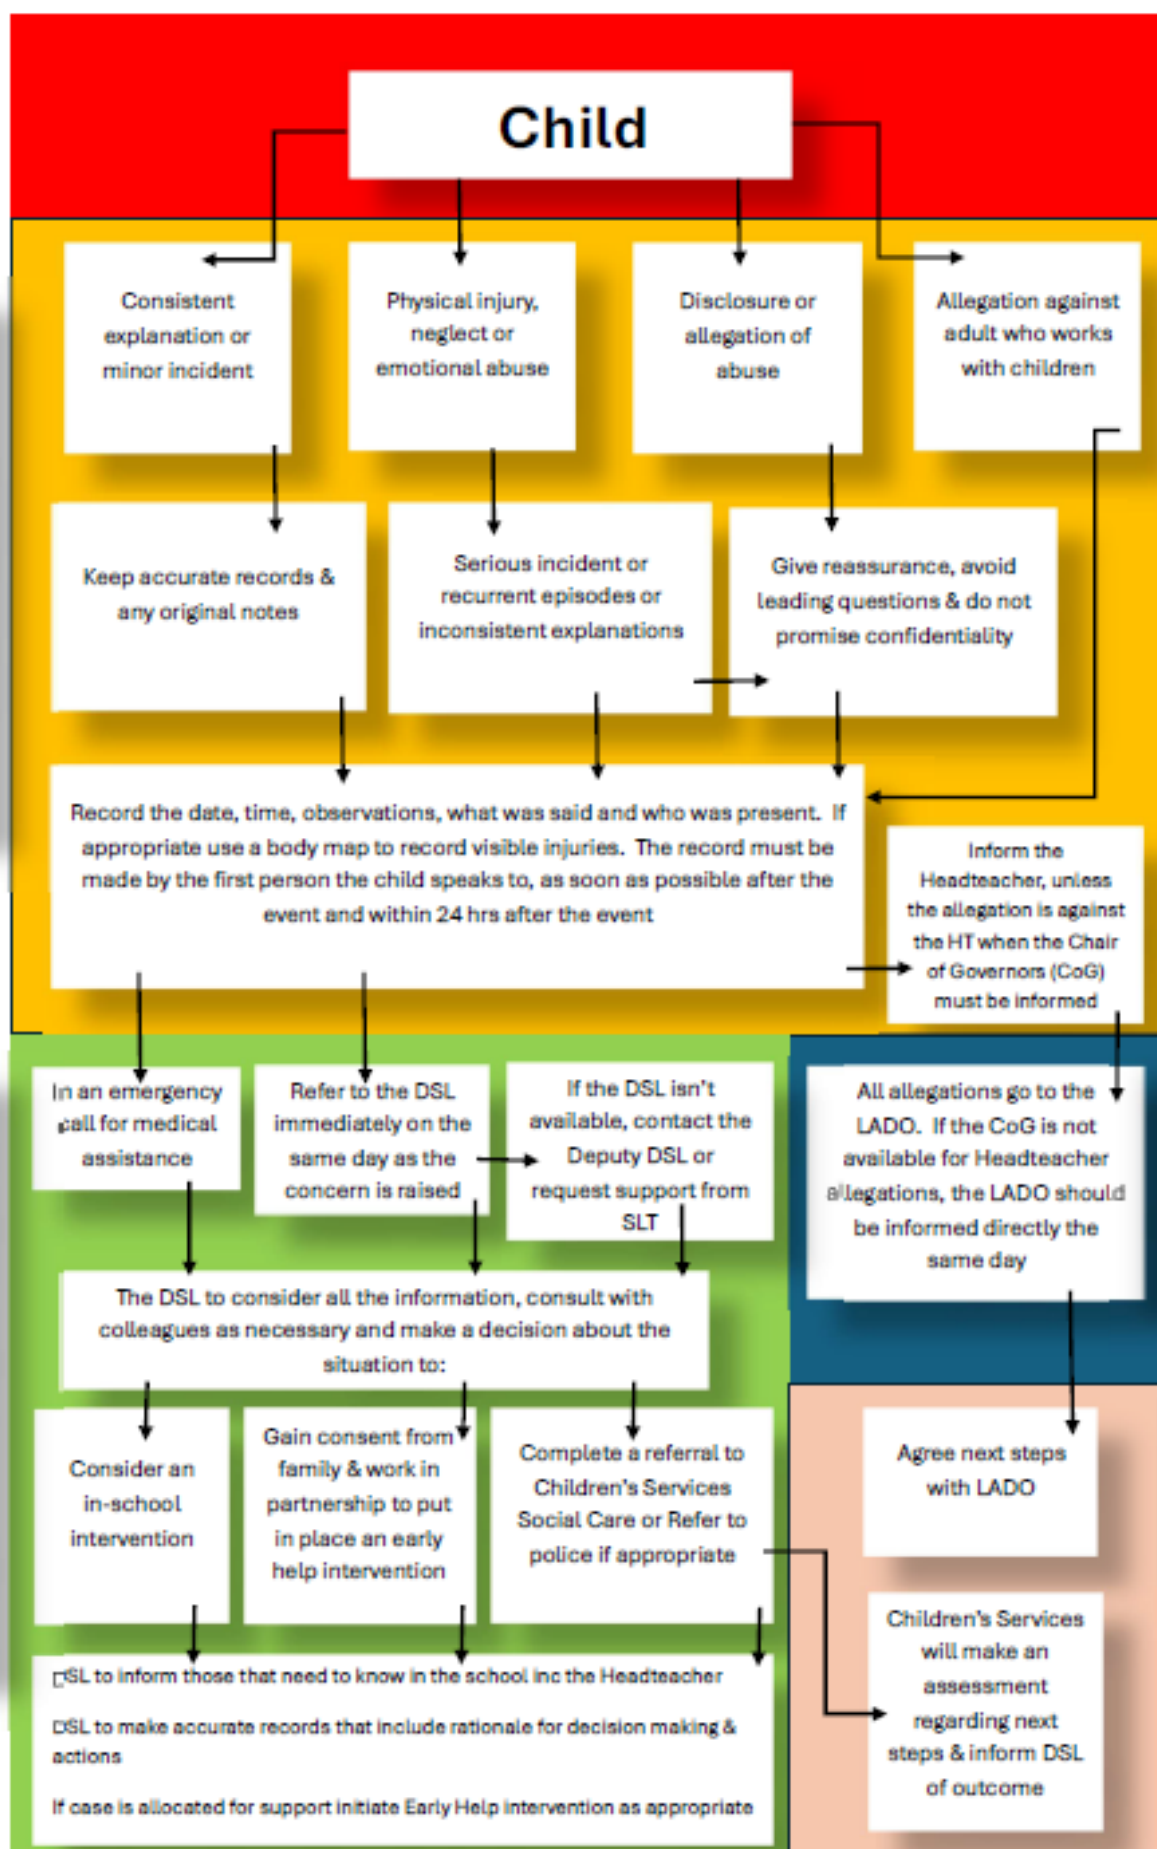 Child
Consistent
explanation or
minor incident
Physical injury,
neglect or
emotional abuse
Disclosure or
allegation of
abuse
Allegation against
adult who works
with children
Keep accurate records &
any original notes
Serious incident or
recurrent episodes or
inconsistent explanations
Give reassurance, avoid
leading questions & do not
promise confidentiality
Record the date, time, observations, what was said and who was present. If
appropriate use a body map to record visible injuries. The record must be
made by the first person the child speaks to, as soon as possible after the
event and within 24 hrs after the event
Inform the
Headteacher, unless
the allegation is against
the HT when the Chair
of Governors (CoG)
must be informed
In an emergency
call for medical
assistance
Refer to the DSL
immediately on the
same day as the
concern is raised
If the DSL isn't
available, contact the
Deputy DSL or
request support from
SLT
All allegations go to the
LADO. If the CoG is not
available for Headteacher
allegations, the LADO should
be informed directly the
same day
The DSL to consider all the information, consult with
colleagues as necessary and make a decision about the
situation to:
Consider an
in-school
intervention
Gain consent from
family & work in
partnership to put
in place an early
help intervention
Complete a referral to
Children's Services
Social Care or Refer to
police if appropriate
Agree next steps
with LADO
Children's Services
will make an
assessment
regarding next
steps & inform DSL
of outcome
DSL to inform those that need to know in the school inc the Headteacher
DSL to make accurate records that include rationale for decision making &
actions
If case is allocated for support initiate Early Help intervention as appropriate